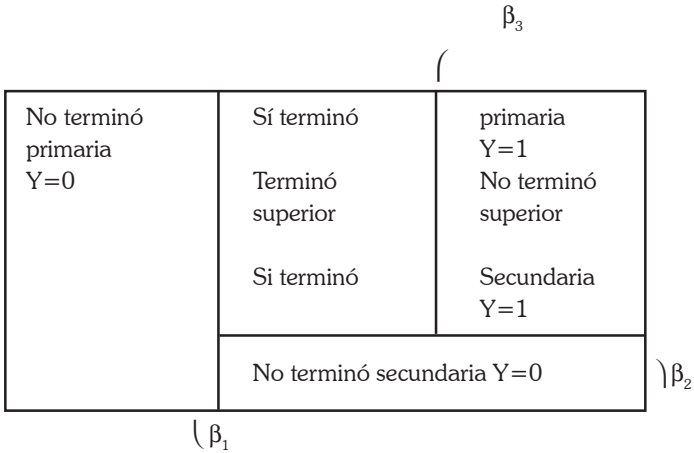 β3
No terminó
primaria
Y=0
Sí terminó
Terminó
superior
Si terminó
primaria
Y=1
No terminó
superior
Secundaria
Y=1
No terminó secundaria Y=0
β2
β1